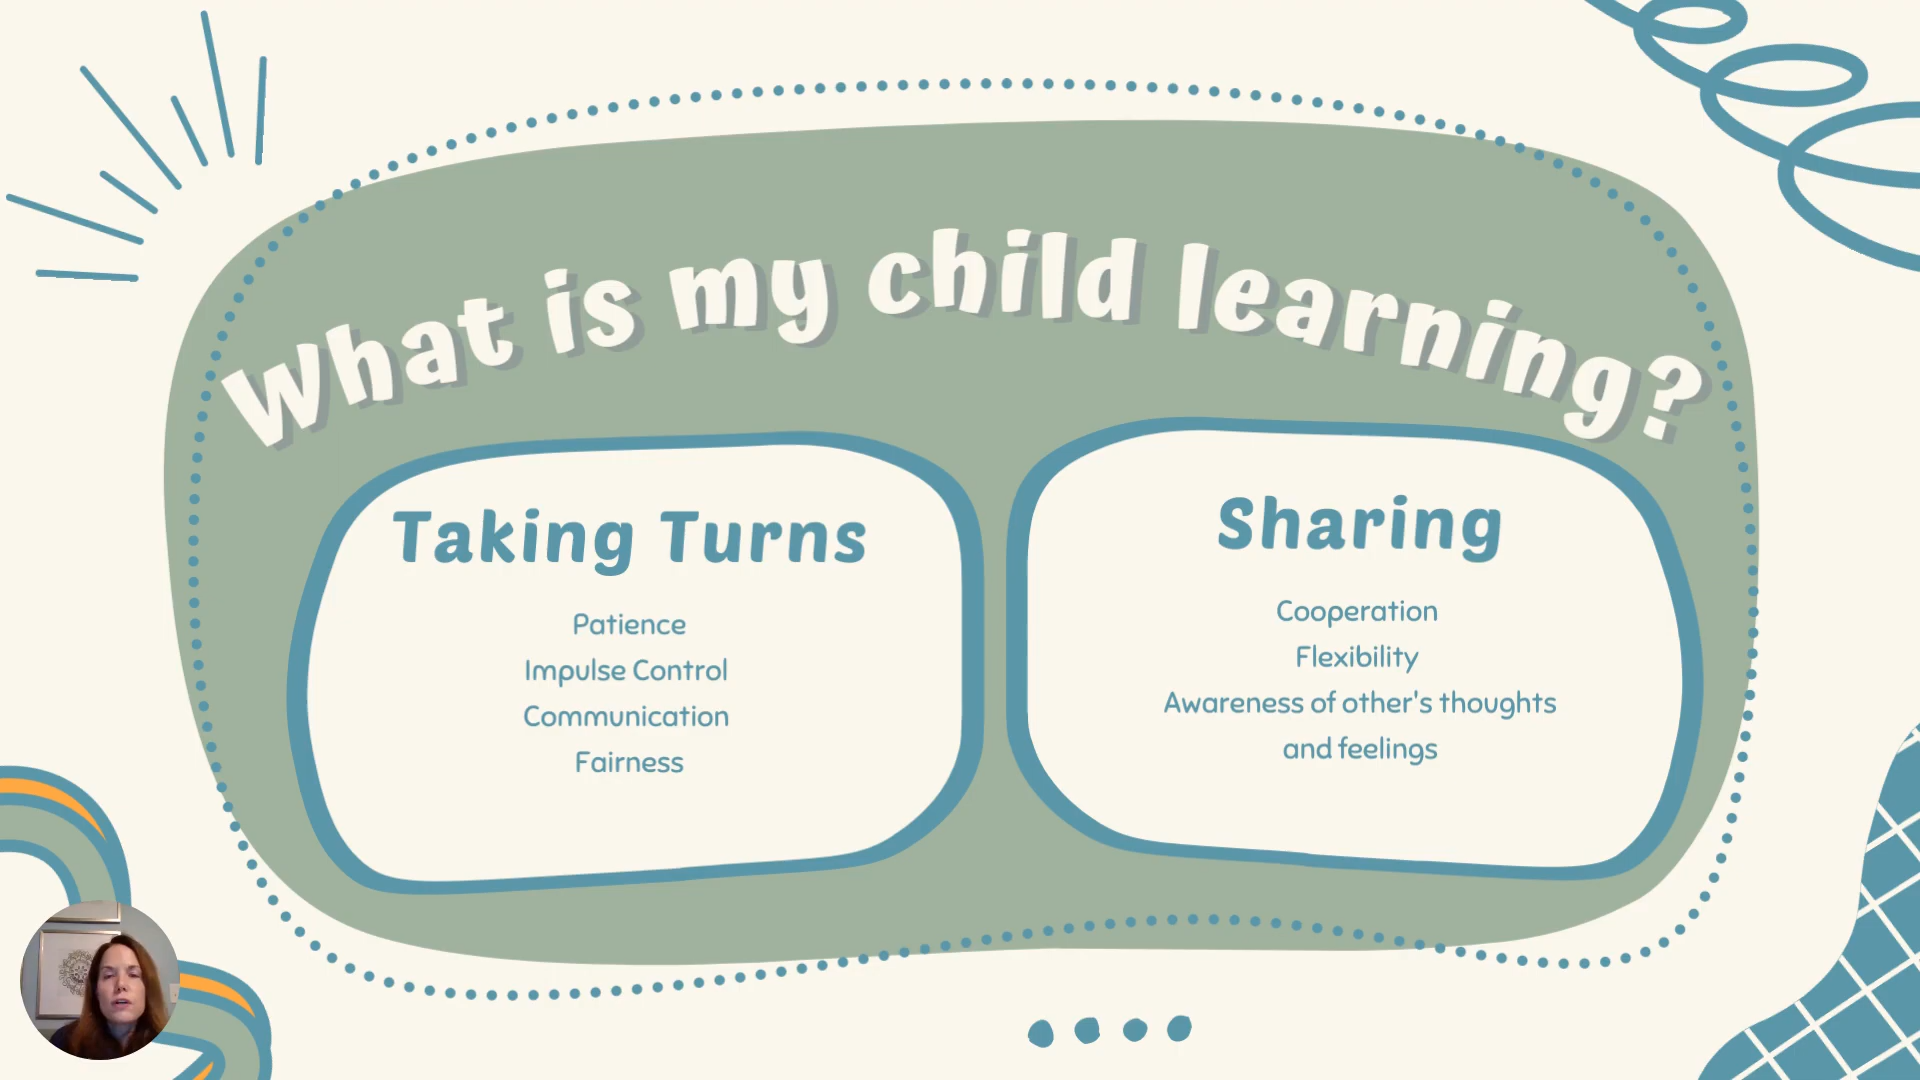 What is my child learning?
Taking Turns
Patience
Impulse Control
Communication
Fairness
Sharing
Cooperation
Flexibility
Awareness of other's thoughts
and feelings